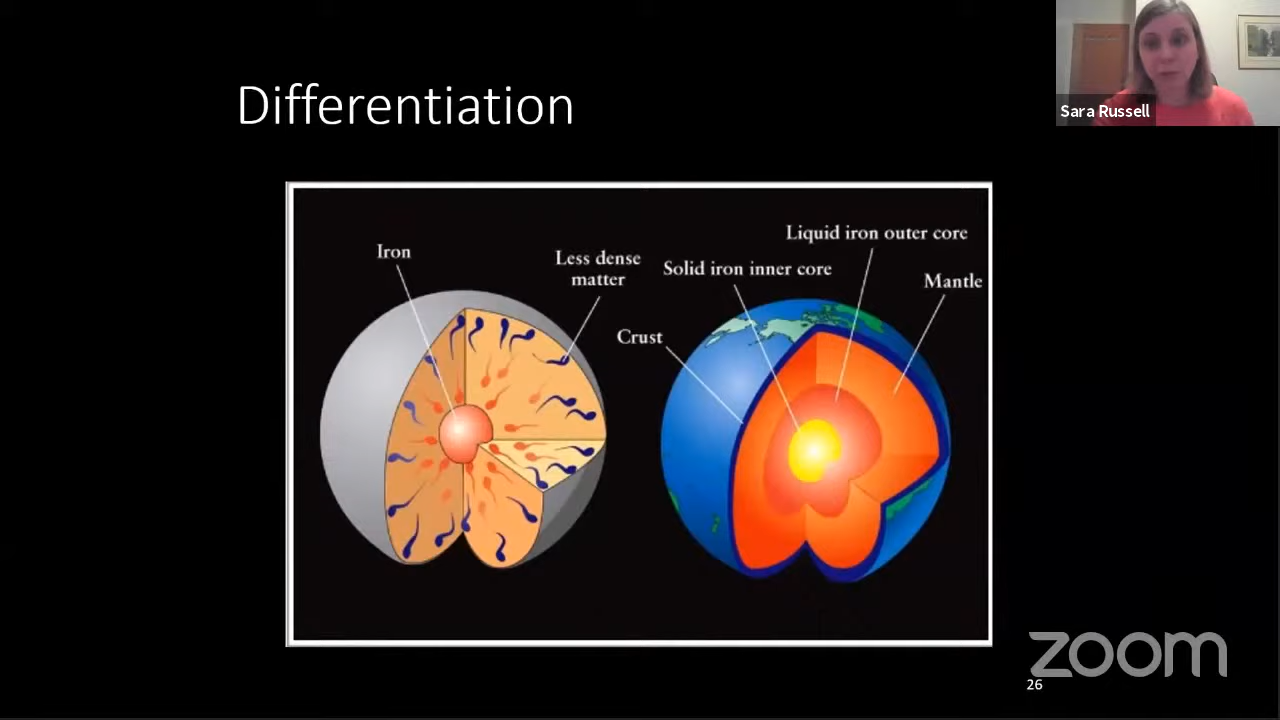 Differentiation
Sara Russell
Iron
Less dense
matter
Liquid iron outer core
Solid iron inner core
Mantle
Crust
zoom
26